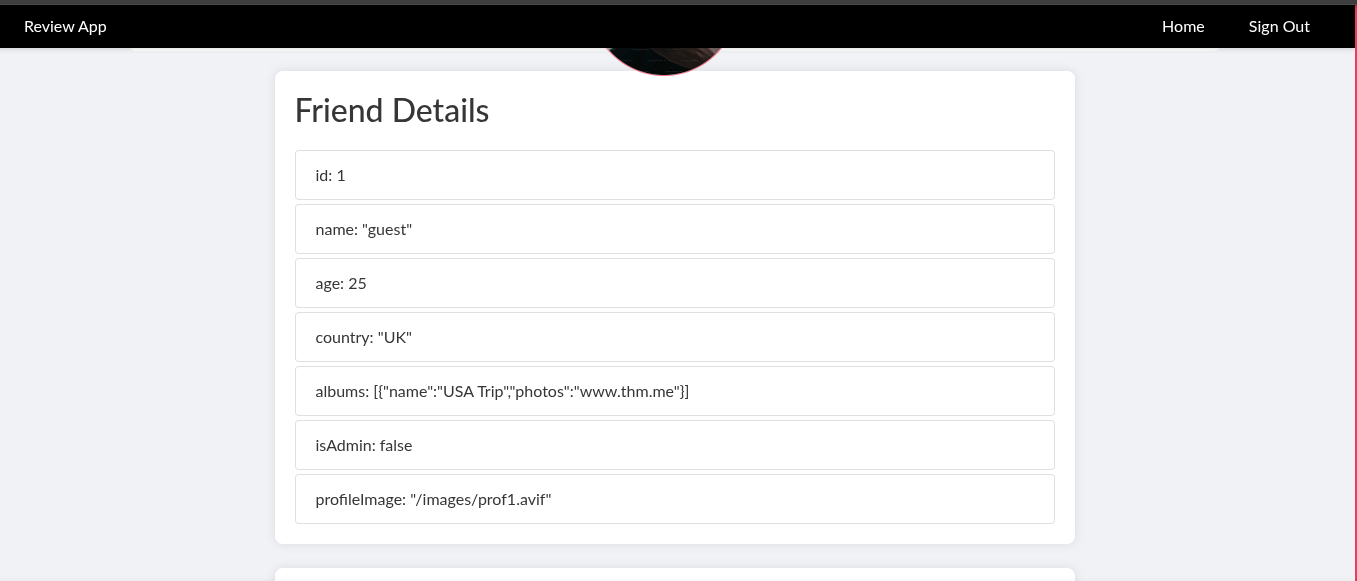 Review App
Home
Sign Out
Friend Details
id: 1
name: "guest"
age: 25
country: "UK"
albums: [{"name":"USA Trip","photos":"www.thm.me"}]
isAdmin: false
profileImage: "/images/prof1.avif"